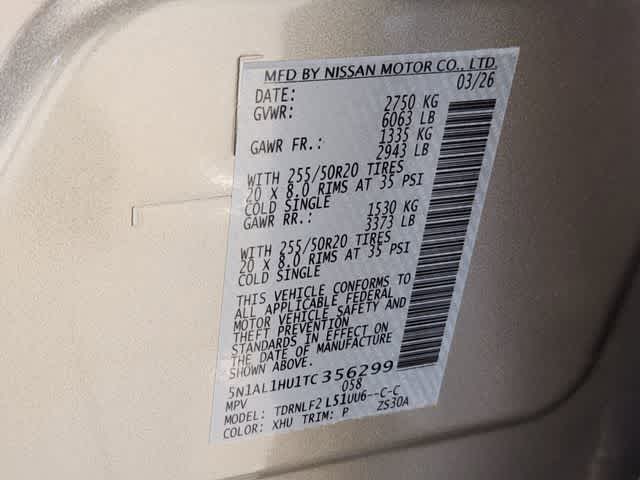 MFD BY NISSAN MOTOR CO., LTD.
DATE: 03/26
GVWR: 2750 KG
6063 LB
GAWR FR.: 1335 KG
2943 LB
WITH 255/50R20 TIRES
20 X 8.0 RIMS AT 35 PSI
COLD SINGLE
GAWR RR.: 1530 KG
3373 LB
WITH 255/50R20 TIRES
20 X 8.0 RIMS AT 35 PSI
COLD SINGLE
THIS VEHICLE CONFORMS TO
ALL APPLICABLE FEDERAL
MOTOR VEHICLE SAFETY AND
THEFT PREVENTION
STANDARDS IN EFFECT ON
THE DATE OF MANUFACTURE
SHOWN ABOVE.
5N1AL1HU1TC356299
MPV 058
MODEL: TDRNLF2 L51UU6--C-C
COLOR: XHU TRIM: P ZS30A